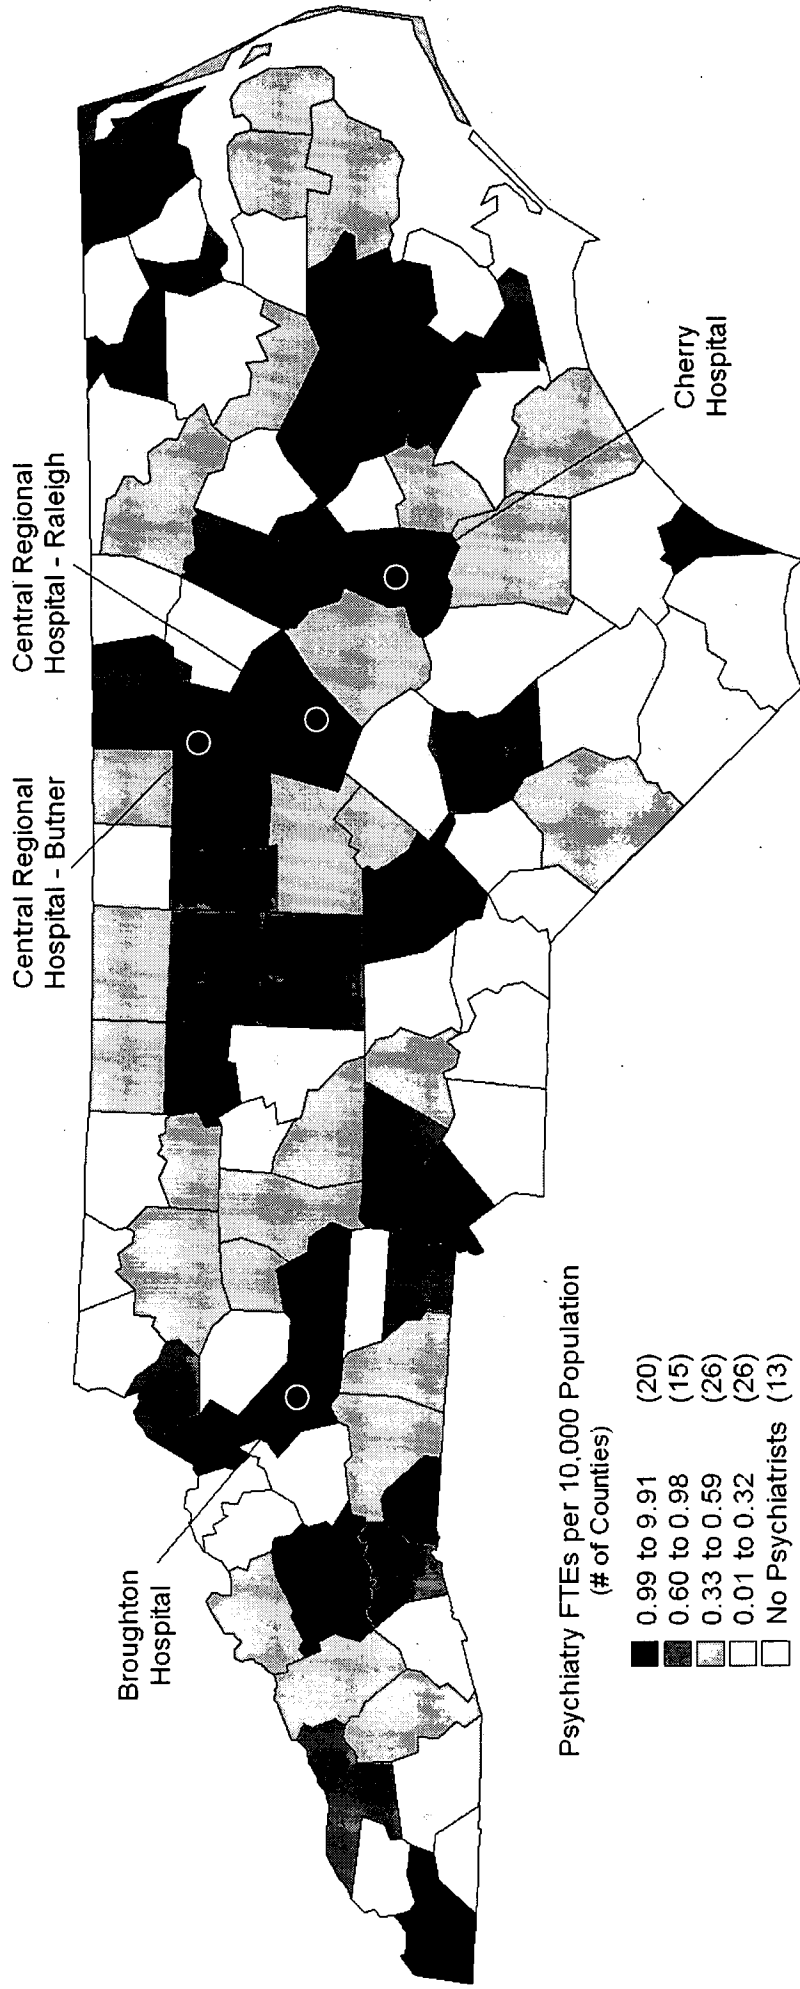 Central Regional
Hospital - Raleigh
Central Regional
Hospital - Butner
Cherry
Hospital
Broughton
Hospital
Psychiatry FTEs per 10,000 Population
(# of Counties)
0.99 to 9.91 (20)
0.60 to 0.98 (15)
0.33 to 0.59 (26)
0.01 to 0.32 (26)
No Psychiatrists (13)